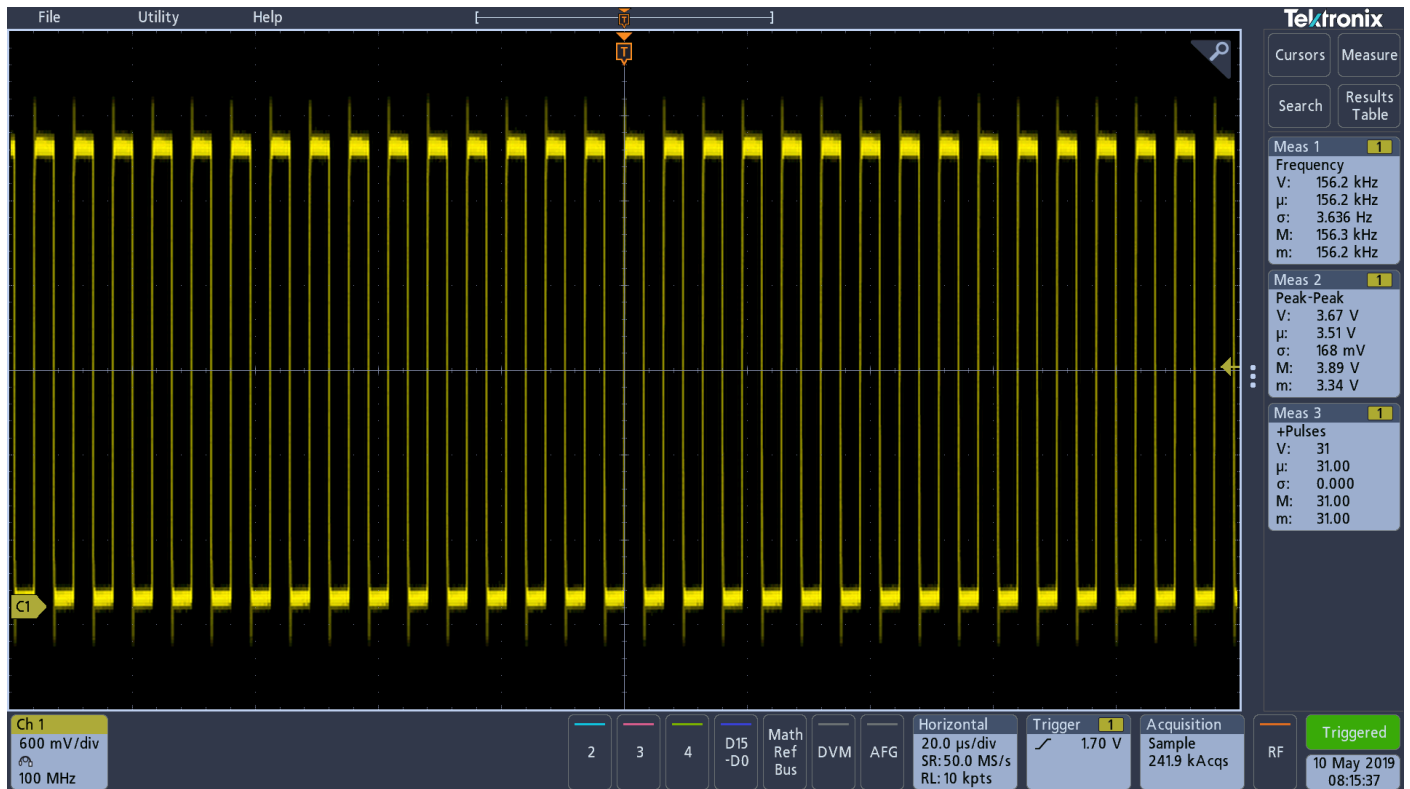 File Utility Help
T
T
Tektronix
Cursors Measure
Search Results
Table
Meas 1 1
Frequency
V: 156.2 kHz
µ: 156.2 kHz
σ: 3.636 Hz
M: 156.3 kHz
m: 156.2 kHz
Meas 2 1
Peak-Peak
V: 3.67 V
µ: 3.51 V
σ: 168 mV
M: 3.89 V
m: 3.34 V
Meas 3 1
+Pulses
V: 31
µ: 31.00
σ: 0.000
M: 31.00
m: 31.00
C1
Ch 1
600 mV/div
100 MHz
2
3
4
D15
-D0
Math
Ref
Bus
DVM
AFG
Horizontal
20.0 µs/div
SR: 50.0 MS/s
RL: 10 kpts
Trigger 1
1.70 V
Acquisition
Sample
241.9 kAcqs
RF
Triggered
10 May 2019
08:15:37